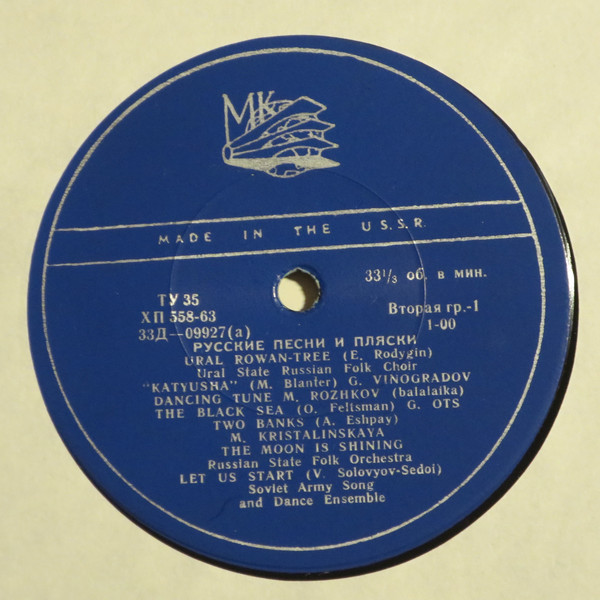 МК
MADE IN THE U.S.S.R.
33⅓ об. в мин.
ТУ 35
ХП 558-63
Вторая гр.-1
33Д—09927(а)
1-00
РУССКИЕ ПЕСНИ И ПЛЯСКИ
URAL ROWAN-TREE (E. Rodygin)
Ural State Russian Folk Choir
"KATYUSHA" (M. Blanter) G. VINOGRADOV
DANCING TUNE M. ROZHKOV (balalaika)
THE BLACK SEA (O. Feltsman) G. OTS
TWO BANKS (A. Eshpay)
M. KRISTALINSKAYA
THE MOON IS SHINING
Russian State Folk Orchestra
LET US START (V. Solovyov-Sedoi)
Soviet Army Song
and Dance Ensemble